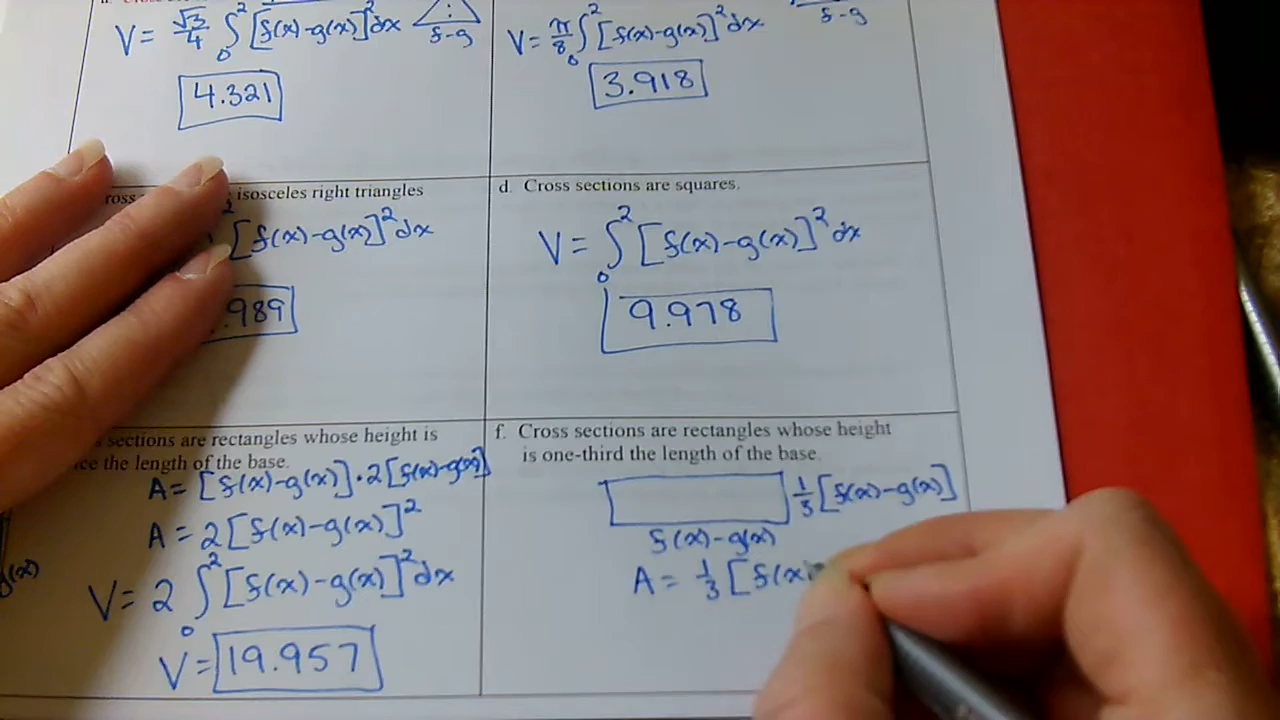 V = √3/4 ∫₀² [f(x)-g(x)]² dx
f-g
4.321
V = π/8 ∫₀² [f(x)-g(x)]² dx
f-g
3.918
isosceles right triangles
[f(x)-g(x)]² dx
.989
d. Cross sections are squares.
V = ∫₀² [f(x)-g(x)]² dx
9.978
sections are rectangles whose height is
the length of the base.
A = [f(x)-g(x)]·2[f(x)-g(x)]
A = 2[f(x)-g(x)]²
V = 2 ∫₀² [f(x)-g(x)]² dx
V = 19.957
f. Cross sections are rectangles whose height
is one-third the length of the base.
1/3 [f(x)-g(x)]
f(x)-g(x)
A = 1/3 [f(x)